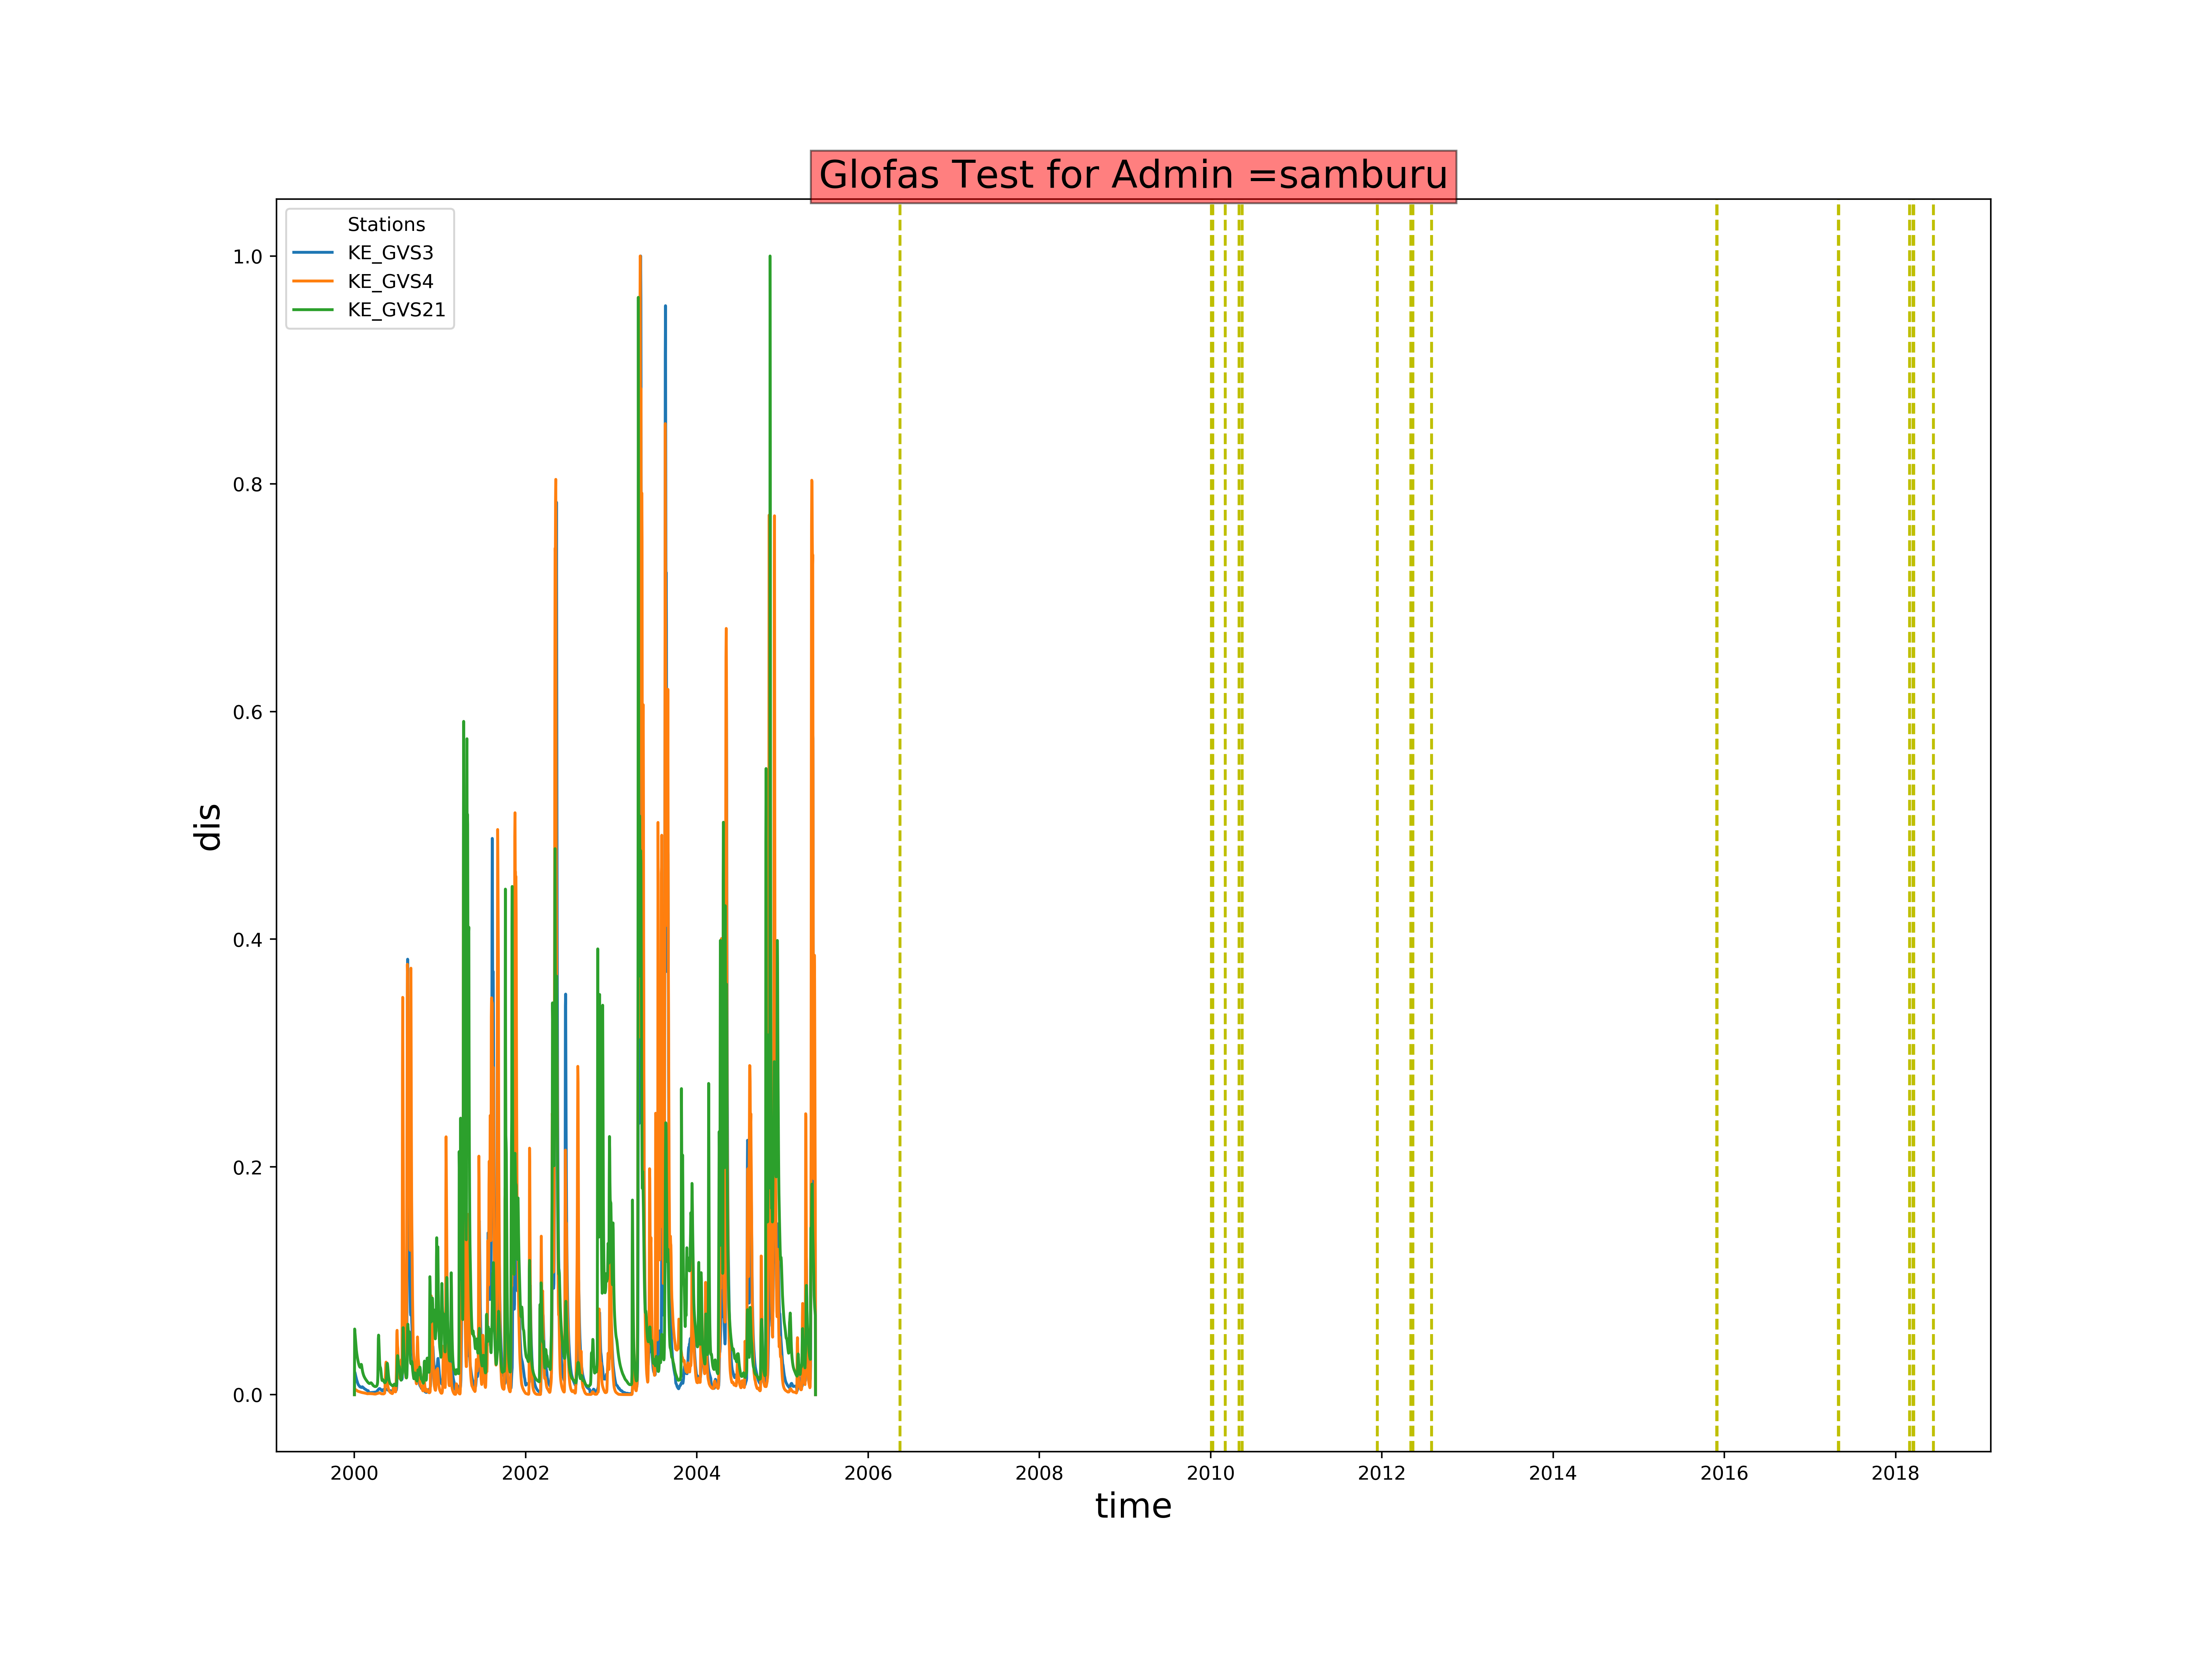 Glofas Test for Admin =samburu
Stations
KE_GVS3
KE_GVS4
KE_GVS21
1.0
0.8
0.6
0.4
0.2
0.0
dis
2000 2002 2004 2006 2008 2010 2012 2014 2016 2018
time